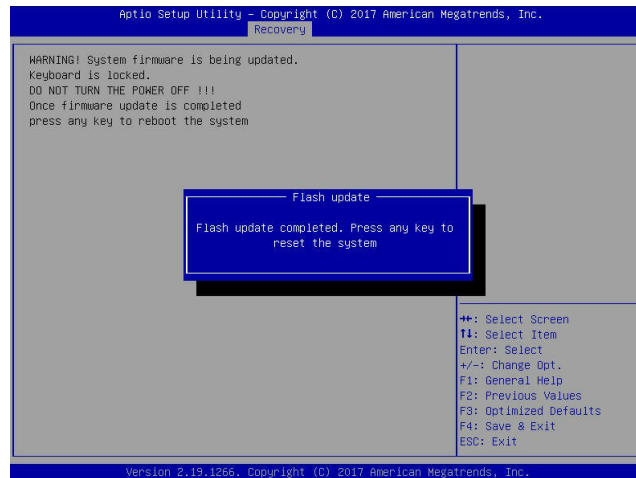 Aptio Setup Utility – Copyright (C) 2017 American Megatrends, Inc.
Recovery
WARNING! System firmware is being updated.
Keyboard is locked.
DO NOT TURN THE POWER OFF !!!
Once firmware update is completed
press any key to reboot the system
Flash update
Flash update completed. Press any key to
reset the system
→←: Select Screen
↑↓: Select Item
Enter: Select
+/-: Change Opt.
F1: General Help
F2: Previous Values
F3: Optimized Defaults
F4: Save & Exit
ESC: Exit
Version 2.19.1266. Copyright (C) 2017 American Megatrends, Inc.